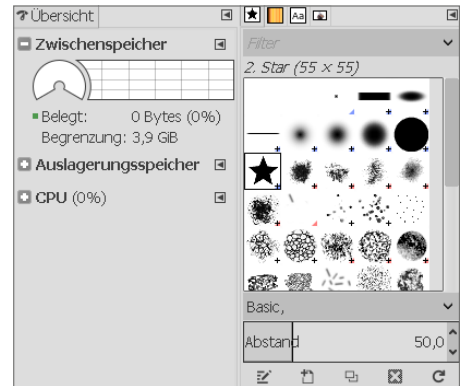 Übersicht
Zwischenspeicher
Belegt: 0 Bytes (0%)
Begrenzung: 3,9 GiB
Auslagerungsspeicher
CPU (0%)
Aa
Filter
2. Star (55 × 55)
Basic,
Abstand 50,0